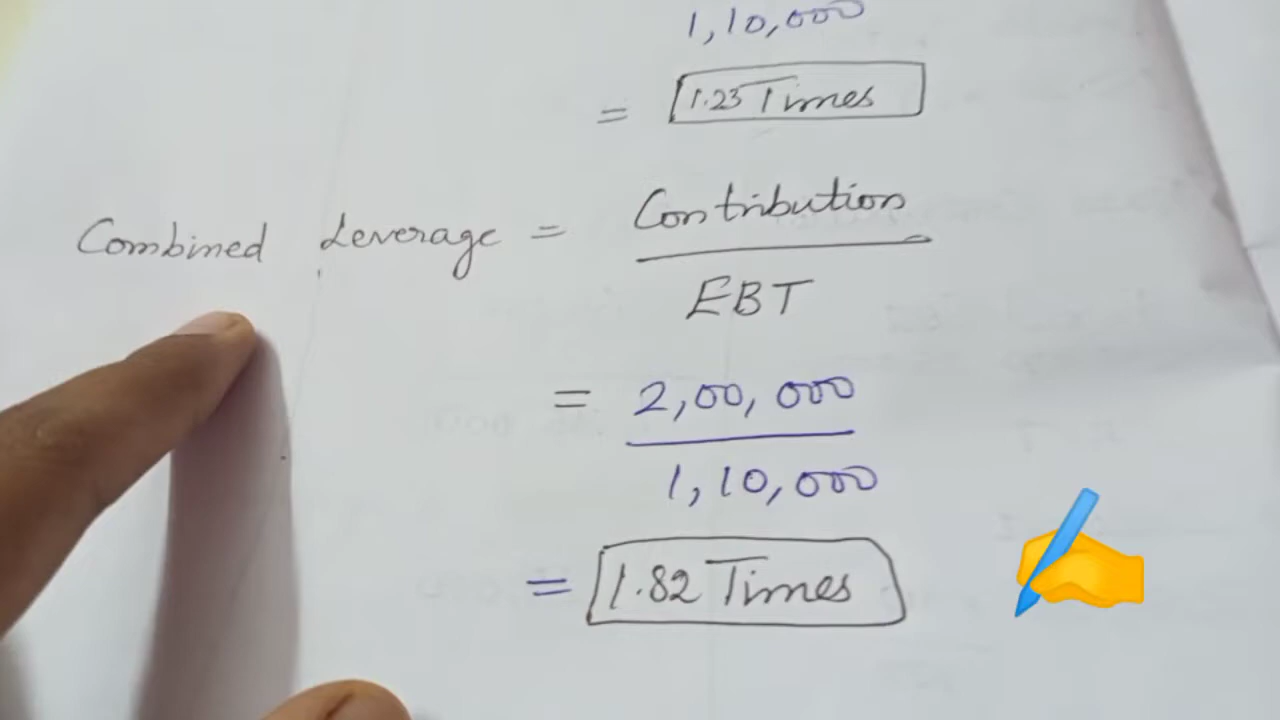 1,10,000
= 1.23 Times
Combined Leverage = Contribution
EBT
= 2,00,000
1,10,000
= 1.82 Times